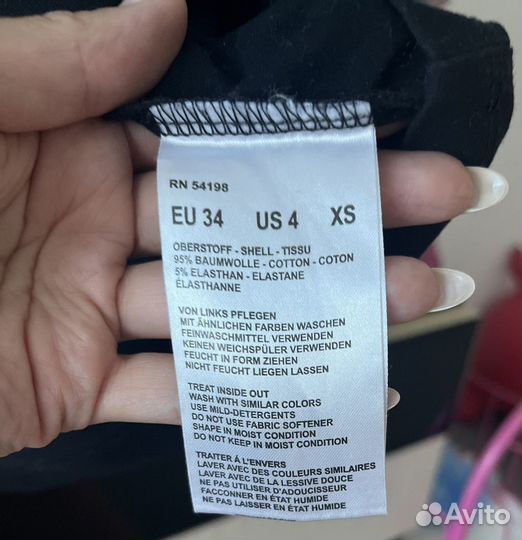 RN 54198
EU 34 US 4 XS
OBERSTOFF - SHELL - TISSU
95% BAUMWOLLE - COTTON - COTON
5% ELASTHAN - ELASTANE
ÉLASTHANNE
VON LINKS PFLEGEN
MIT ÄHNLICHEN FARBEN WASCHEN
FEINWASCHMITTEL VERWENDEN
KEINEN WEICHSPÜLER VERWENDEN
FEUCHT IN FORM ZIEHEN
NICHT FEUCHT LIEGEN LASSEN
TREAT INSIDE OUT
WASH WITH SIMILAR COLORS
USE MILD-DETERGENTS
DO NOT USE FABRIC SOFTENER
SHAPE IN MOIST CONDITION
DO NOT KEEP IN MOIST CONDITION
TRAITER À L'ENVERS
LAVER AVEC DES COULEURS SIMILAIRES
LAVER AVEC DE LA LESSIVE DOUCE
NE PAS UTILISER D'ADOUCISSEUR
FACCONNER EN ÉTAT HUMIDE
NE PAS LAISSER EN ÉTAT HUMIDE
Avito